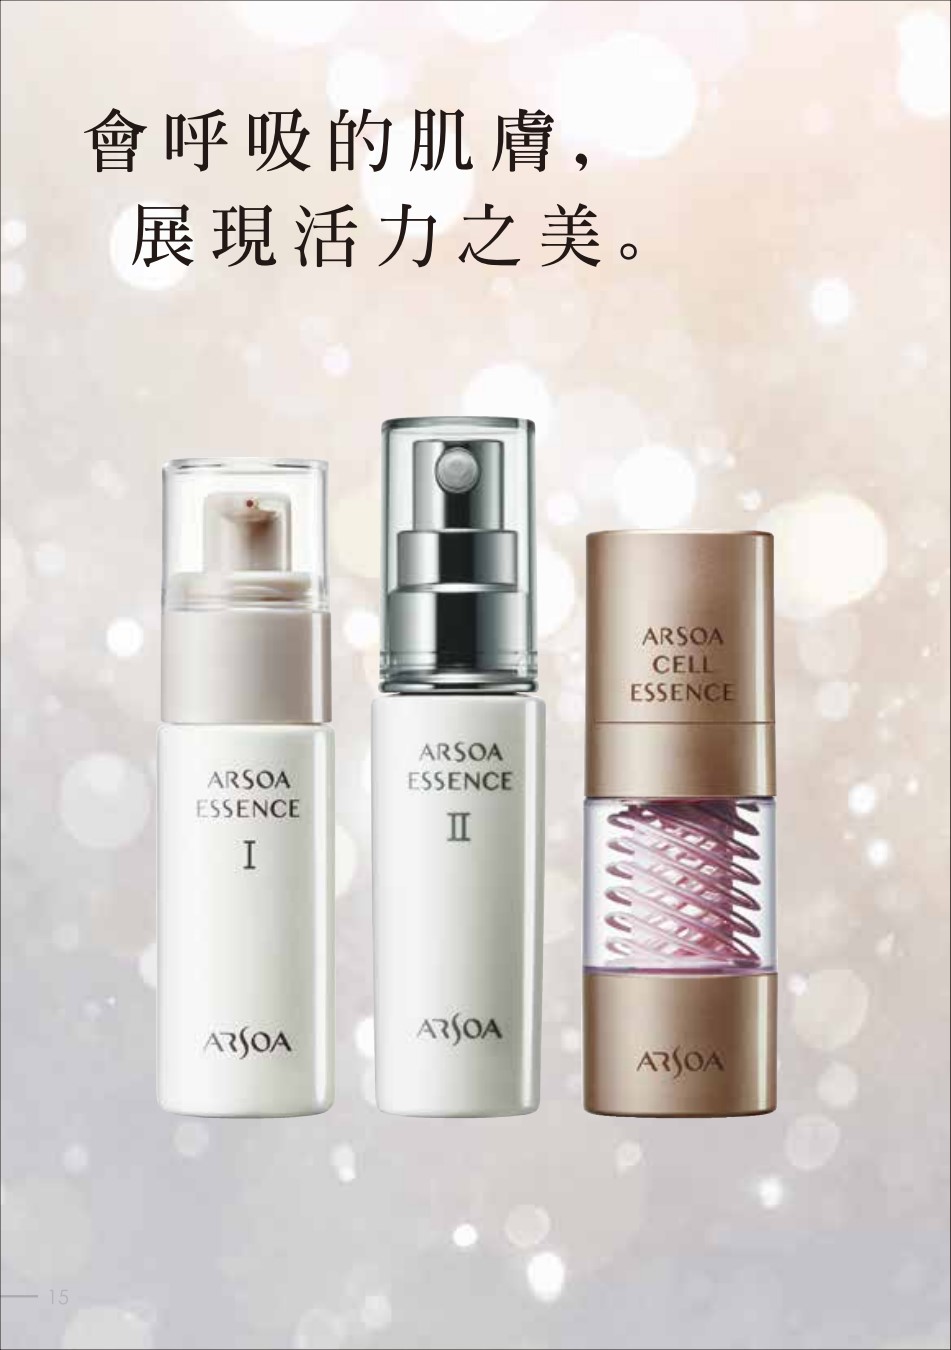 會呼吸的肌膚，
展現活力之美。
ARSOA
ESSENCE
I
ARSOA
ARSOA
ESSENCE
II
ARSOA
ARSOA
CELL
ESSENCE
ARSOA
15